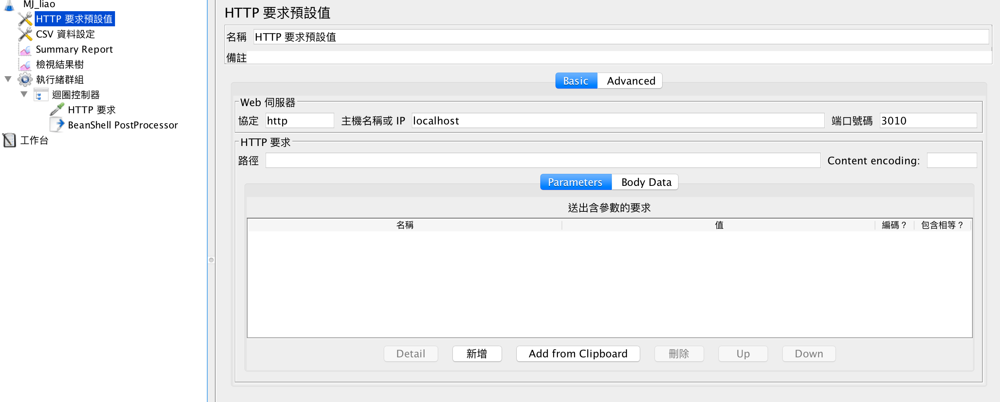 MJ_liao
HTTP 要求預設值
CSV 資料設定
Summary Report
檢視結果樹
執行緒群組
迴圈控制器
HTTP 要求
BeanShell PostProcessor
工作台
HTTP 要求預設值
名稱 HTTP 要求預設值
備註
Basic Advanced
Web 伺服器
協定 http 主機名稱或 IP localhost 端口號碼 3010
HTTP 要求
路徑 Content encoding:
Parameters Body Data
送出含參數的要求
名稱 值 編碼？ 包含相等？
Detail 新增 Add from Clipboard 刪除 Up Down